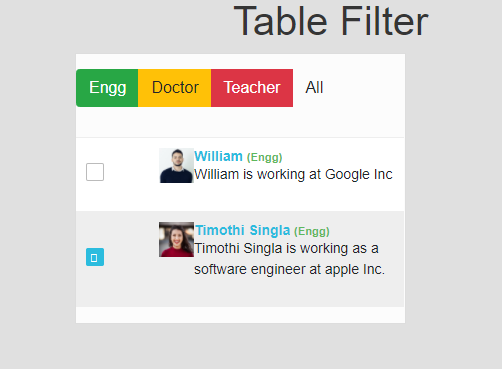 Table Filter
Engg Doctor Teacher All
William (Engg)
William is working at Google Inc
Timothi Singla (Engg)
Timothi Singla is working as a
software engineer at apple Inc.